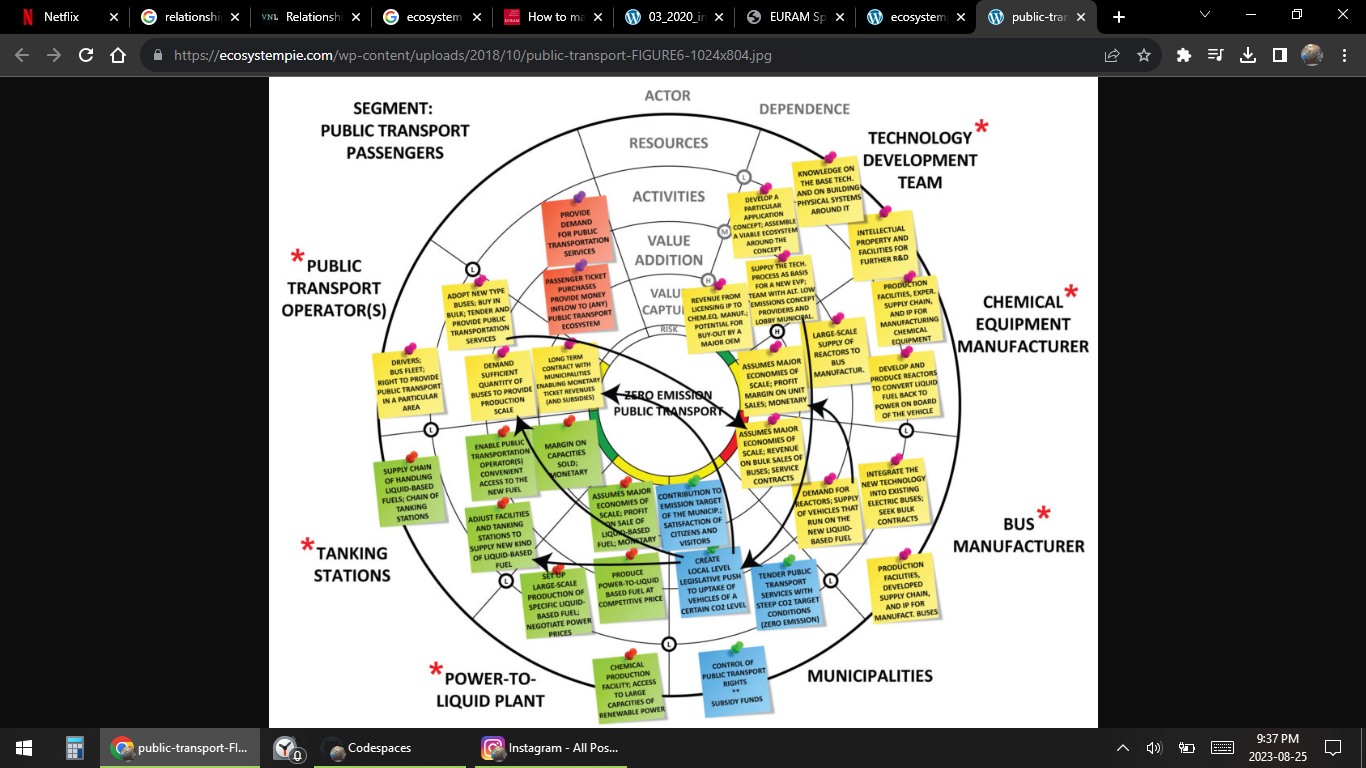 Netflix
relationshi
Relationsh
ecosystem
How to ma
03_2020_in
EURAM Sp
ecosystem
public-tra
https://ecosystempie.com/wp-content/uploads/2018/10/public-transport-FIGURE6-1024x804.jpg
SEGMENT:
PUBLIC TRANSPORT
PASSENGERS
ACTOR
DEPENDENCE
RESOURCES
ACTIVITIES
VALUE
ADDITION
VALU
CAPTU
RISK
L
M
H
* TECHNOLOGY
DEVELOPMENT
TEAM
KNOWLEDGE ON
THE BASE TECH.
AND ON BUILDING
PHYSICAL SYSTEMS
AROUND IT
DEVELOP A
PARTICULAR
APPLICATION
CONCEPT; ASSEMBLE
A VIABLE ECOSYSTEM
AROUND THE
CONCEPT
INTELLECTUAL
PROPERTY AND
FACILITIES FOR
FURTHER R&D
SUPPLY THE TECH.
PROCESS AS BASIS
FOR A NEW EVP;
TEAM WITH ALT. LOW
EMISSIONS CONCEPT
PROVIDERS AND
LOBBY MUNICIPAL.
REVENUE FROM
LICENSING IP TO
CHEM.EQ. MANUF.;
POTENTIAL FOR
BUY-OUT BY A
MAJOR OEM
PROVIDE
DEMAND
FOR PUBLIC
TRANSPORTATION
SERVICES
PASSENGER TICKET
PURCHASES
PROVIDE MONEY
INFLOW TO (ANY)
PUBLIC TRANSPORT
ECOSYSTEM
* PUBLIC
TRANSPORT
OPERATOR(S)
L
ADOPT NEW TYPE
BUSES; BUY IN
BULK; TENDER AND
PROVIDE PUBLIC
TRANSPORTATION
SERVICES
DRIVERS;
BUS FLEET;
RIGHT TO PROVIDE
PUBLIC TRANSPORT
IN A PARTICULAR
AREA
DEMAND
SUFFICIENT
QUANTITY OF
BUSES TO PROVIDE
PRODUCTION
SCALE
LONG TERM
CONTRACT WITH
MUNICIPALITIES
ENABLING MONETARY
TICKET REVENUES
(AND SUBSIDIES)
ZERO EMISSION
PUBLIC TRANSPORT
H
CHEMICAL *
EQUIPMENT
MANUFACTURER
PRODUCTION
FACILITIES, EXPER.
SUPPLY CHAIN,
AND IP FOR
MANUFACTURING
CHEMICAL
EQUIPMENT
LARGE-SCALE
SUPPLY OF
REACTORS TO
BUS
MANUFACTUR.
DEVELOP AND
PRODUCE REACTORS
TO CONVERT LIQUID
FUEL BACK TO
POWER ON BOARD
OF THE VEHICLE
ASSUMES MAJOR
ECONOMIES OF
SCALE; PROFIT
MARGIN ON UNIT
SALES; MONETARY
L
L
ASSUMES MAJOR
ECONOMIES OF
SCALE; REVENUE
ON BULK SALES OF
BUSES; SERVICE
CONTRACTS
DEMAND FOR
REACTORS; SUPPLY
OF VEHICLES THAT
RUN ON THE
NEW LIQUID-
BASED FUEL
INTEGRATE THE
NEW TECHNOLOGY
INTO EXISTING
ELECTRIC BUSES;
SEEK BULK
CONTRACTS
BUS *
MANUFACTURER
PRODUCTION
FACILITIES,
DEVELOPED
SUPPLY CHAIN,
AND IP FOR
MANUFACT. BUSES
SUPPLY CHAIN
OF HANDLING
LIQUID-BASED
FUELS; CHAIN OF
TANKING
STATIONS
ENABLE PUBLIC
TRANSPORTATION
OPERATOR(S)
CONVENIENT
ACCESS TO THE
NEW FUEL
MARGIN ON
CAPACITIES
SOLD;
MONETARY
ADJUST FACILITIES
AND TANKING
STATIONS TO
SUPPLY NEW KIND
OF LIQUID-BASED
FUEL
* TANKING
STATIONS
ASSUMES MAJOR
ECONOMIES OF
SCALE; PROFIT
ON SALE OF
LIQUID-BASED
FUEL; MONETARY
CONTRIBUTION TO
EMISSION TARGET
OF THE MUNICIP.;
SATISFACTION OF
CITIZENS AND
VISITORS
L
SET UP
LARGE-SCALE
PRODUCTION OF
SPECIFIC LIQUID-
BASED FUEL;
NEGOTIATE POWER
PRICES
PRODUCE
POWER-TO-LIQUID
BASED FUEL AT
COMPETITIVE PRICE
CREATE
LOCAL LEVEL
LEGISLATIVE PUSH
TO UPTAKE OF
VEHICLES OF A
CERTAIN CO2 LEVEL
TENDER PUBLIC
TRANSPORT
SERVICES WITH
STEEP CO2 TARGET
CONDITIONS
(ZERO EMISSION)
L
L
* POWER-TO-
LIQUID PLANT
CHEMICAL
PRODUCTION
FACILITY; ACCESS
TO LARGE
CAPACITIES OF
RENEWABLE POWER
CONTROL OF
PUBLIC TRANSPORT
RIGHTS
**
SUBSIDY FUNDS
MUNICIPALITIES
public-transport-FI...
0
Codespaces
Instagram - All Pos...
9:37 PM
2023-08-25